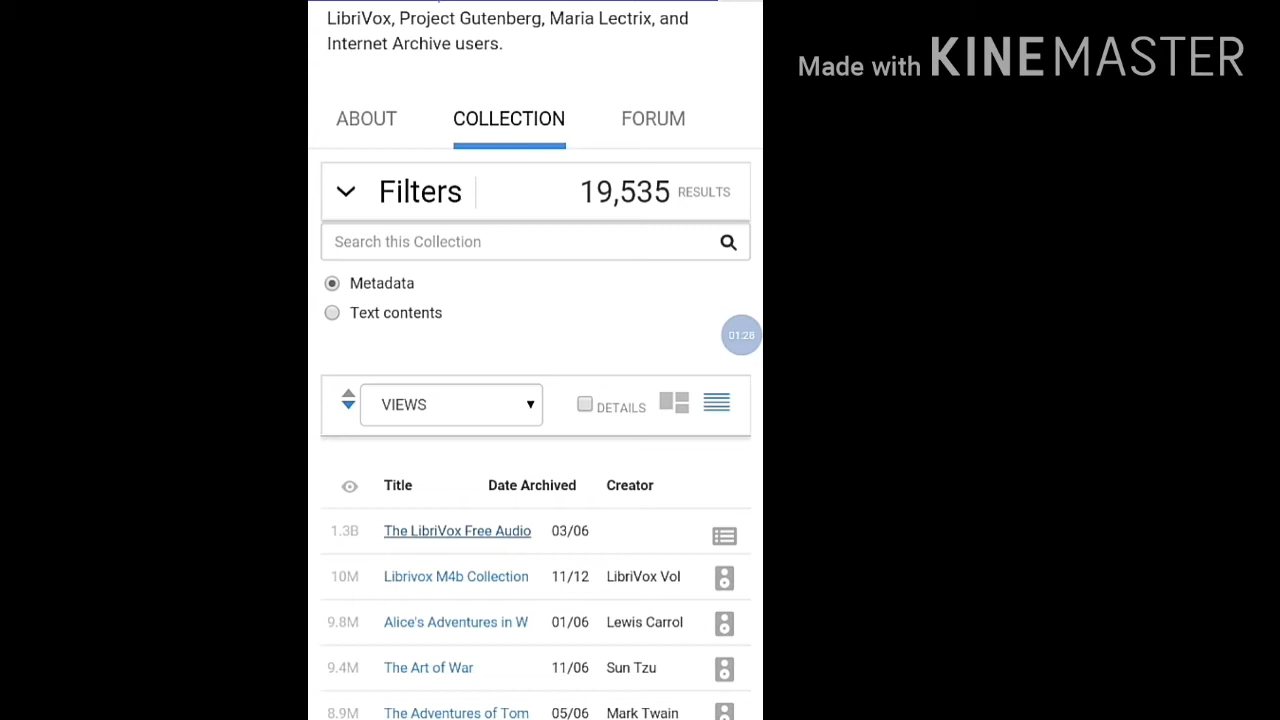 LibriVox, Project Gutenberg, Maria Lectrix, and
Internet Archive users.
Made with KINEMASTER
ABOUT COLLECTION FORUM
Filters 19,535 RESULTS
Search this Collection
Metadata
Text contents
01:28
VIEWS DETAILS
Title Date Archived Creator
1.3B The LibriVox Free Audio 03/06
10M Librivox M4b Collection 11/12 LibriVox Vol
9.8M Alice's Adventures in W 01/06 Lewis Carrol
9.4M The Art of War 11/06 Sun Tzu
8.9M The Adventures of Tom 05/06 Mark Twain